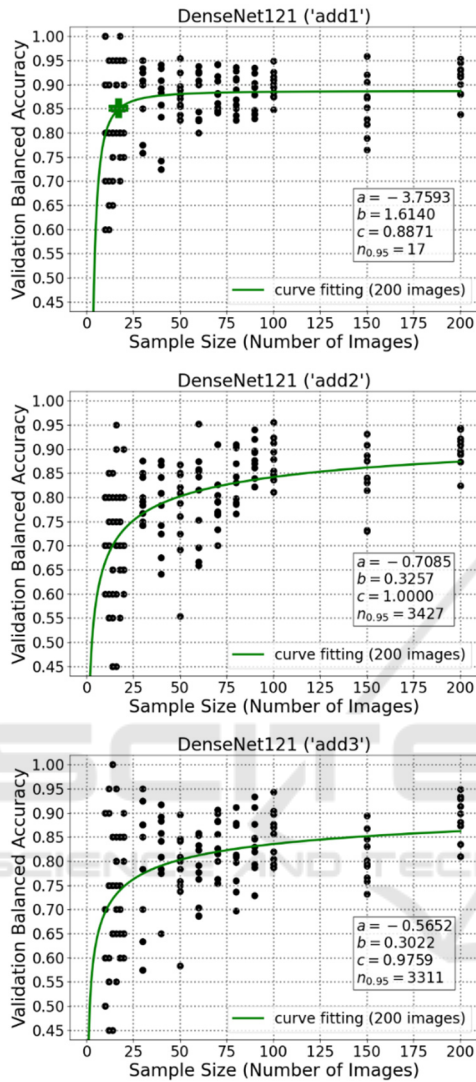 DenseNet121 ('add1')
Validation Balanced Accuracy
1.00
0.95
0.90
0.85
0.80
0.75
0.70
0.65
0.60
0.55
0.50
0.45
a = −3.7593
b = 1.6140
c = 0.8871
n0.95 = 17
curve fitting (200 images)
0 25 50 75 100 125 150 175 200
Sample Size (Number of Images)
DenseNet121 ('add2')
Validation Balanced Accuracy
1.00
0.95
0.90
0.85
0.80
0.75
0.70
0.65
0.60
0.55
0.50
0.45
a = −0.7085
b = 0.3257
c = 1.0000
n0.95 = 3427
curve fitting (200 images)
0 25 50 75 100 125 150 175 200
Sample Size (Number of Images)
DenseNet121 ('add3')
Validation Balanced Accuracy
1.00
0.95
0.90
0.85
0.80
0.75
0.70
0.65
0.60
0.55
0.50
0.45
a = −0.5652
b = 0.3022
c = 0.9759
n0.95 = 3311
curve fitting (200 images)
0 25 50 75 100 125 150 175 200
Sample Size (Number of Images)